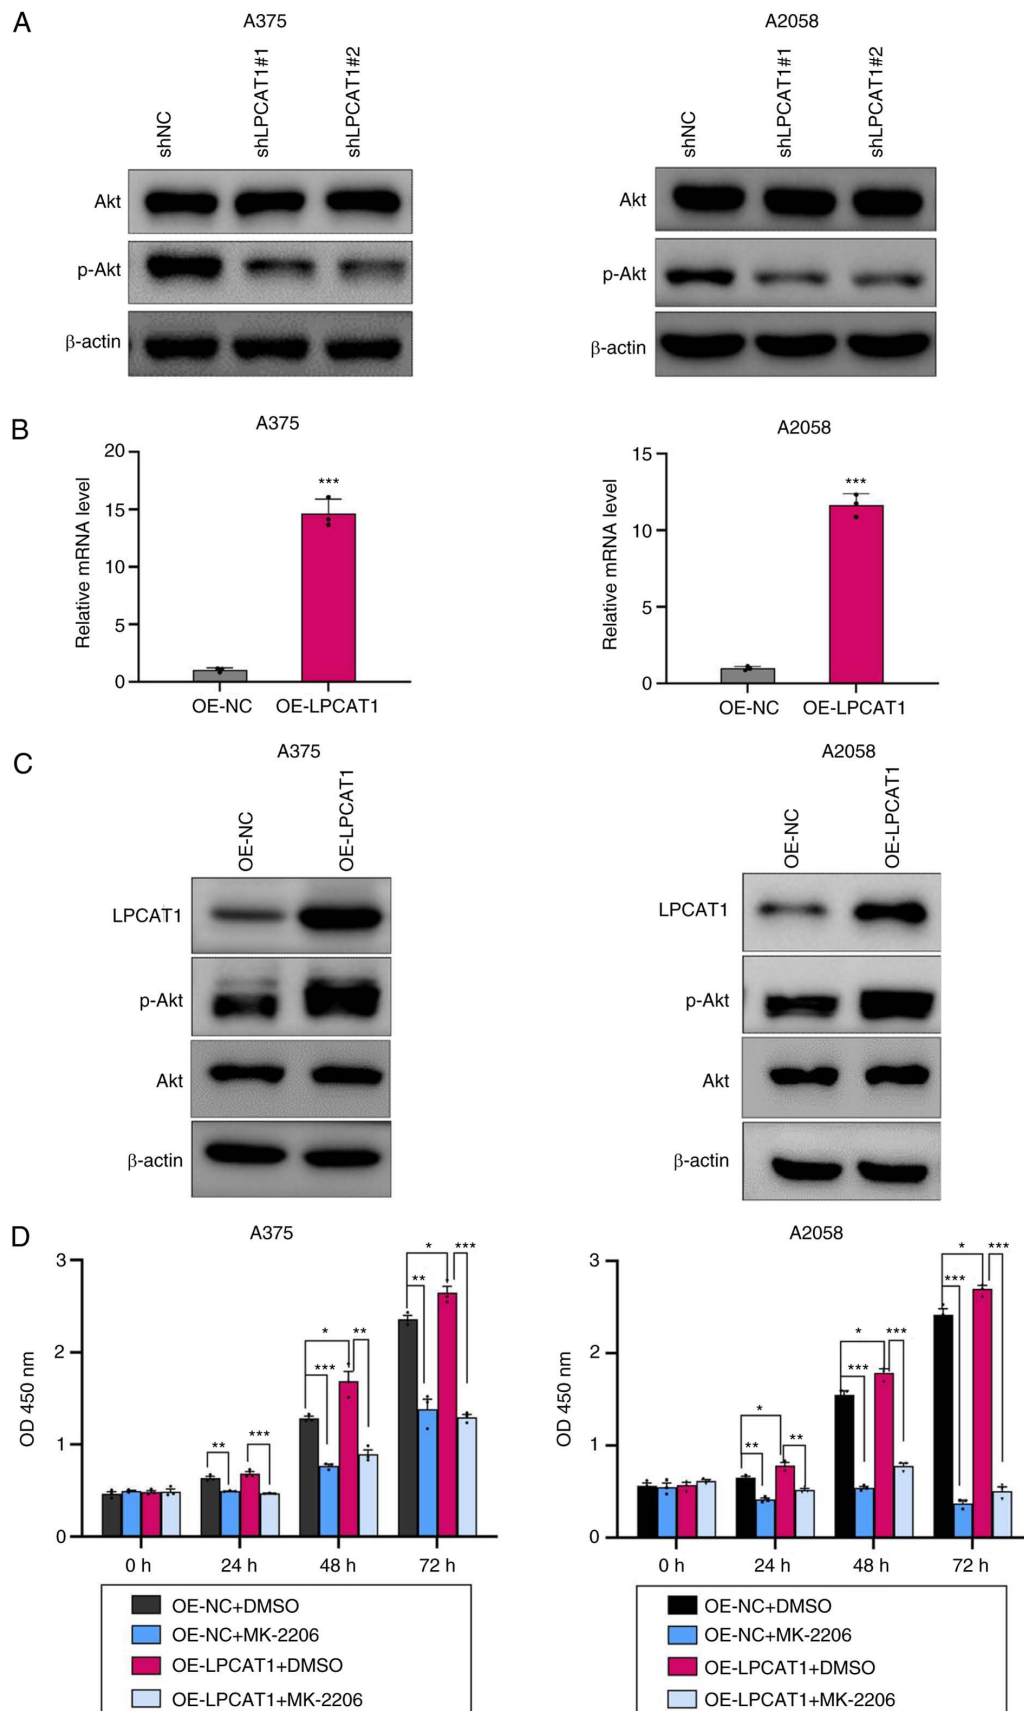 A
A375
A2058
shNC
shLPCAT1#1
shLPCAT1#2
shNC
shLPCAT1#1
shLPCAT1#2
Akt
p-Akt
β-actin
Akt
p-Akt
β-actin
B
A375
A2058
Relative mRNA level
20
15
10
5
0
***
OE-NC
OE-LPCAT1
Relative mRNA level
15
10
5
0
***
OE-NC
OE-LPCAT1
C
A375
A2058
OE-NC
OE-LPCAT1
OE-NC
OE-LPCAT1
LPCAT1
p-Akt
Akt
β-actin
LPCAT1
p-Akt
Akt
β-actin
D
A375
OD 450 nm
3
2
1
0
** ***
* *** **
* ** ***
0 h 24 h 48 h 72 h
OE-NC+DMSO
OE-NC+MK-2206
OE-LPCAT1+DMSO
OE-LPCAT1+MK-2206
A2058
OD 450 nm
3
2
1
0
* ** **
* *** ***
* *** ***
0 h 24 h 48 h 72 h
OE-NC+DMSO
OE-NC+MK-2206
OE-LPCAT1+DMSO
OE-LPCAT1+MK-2206